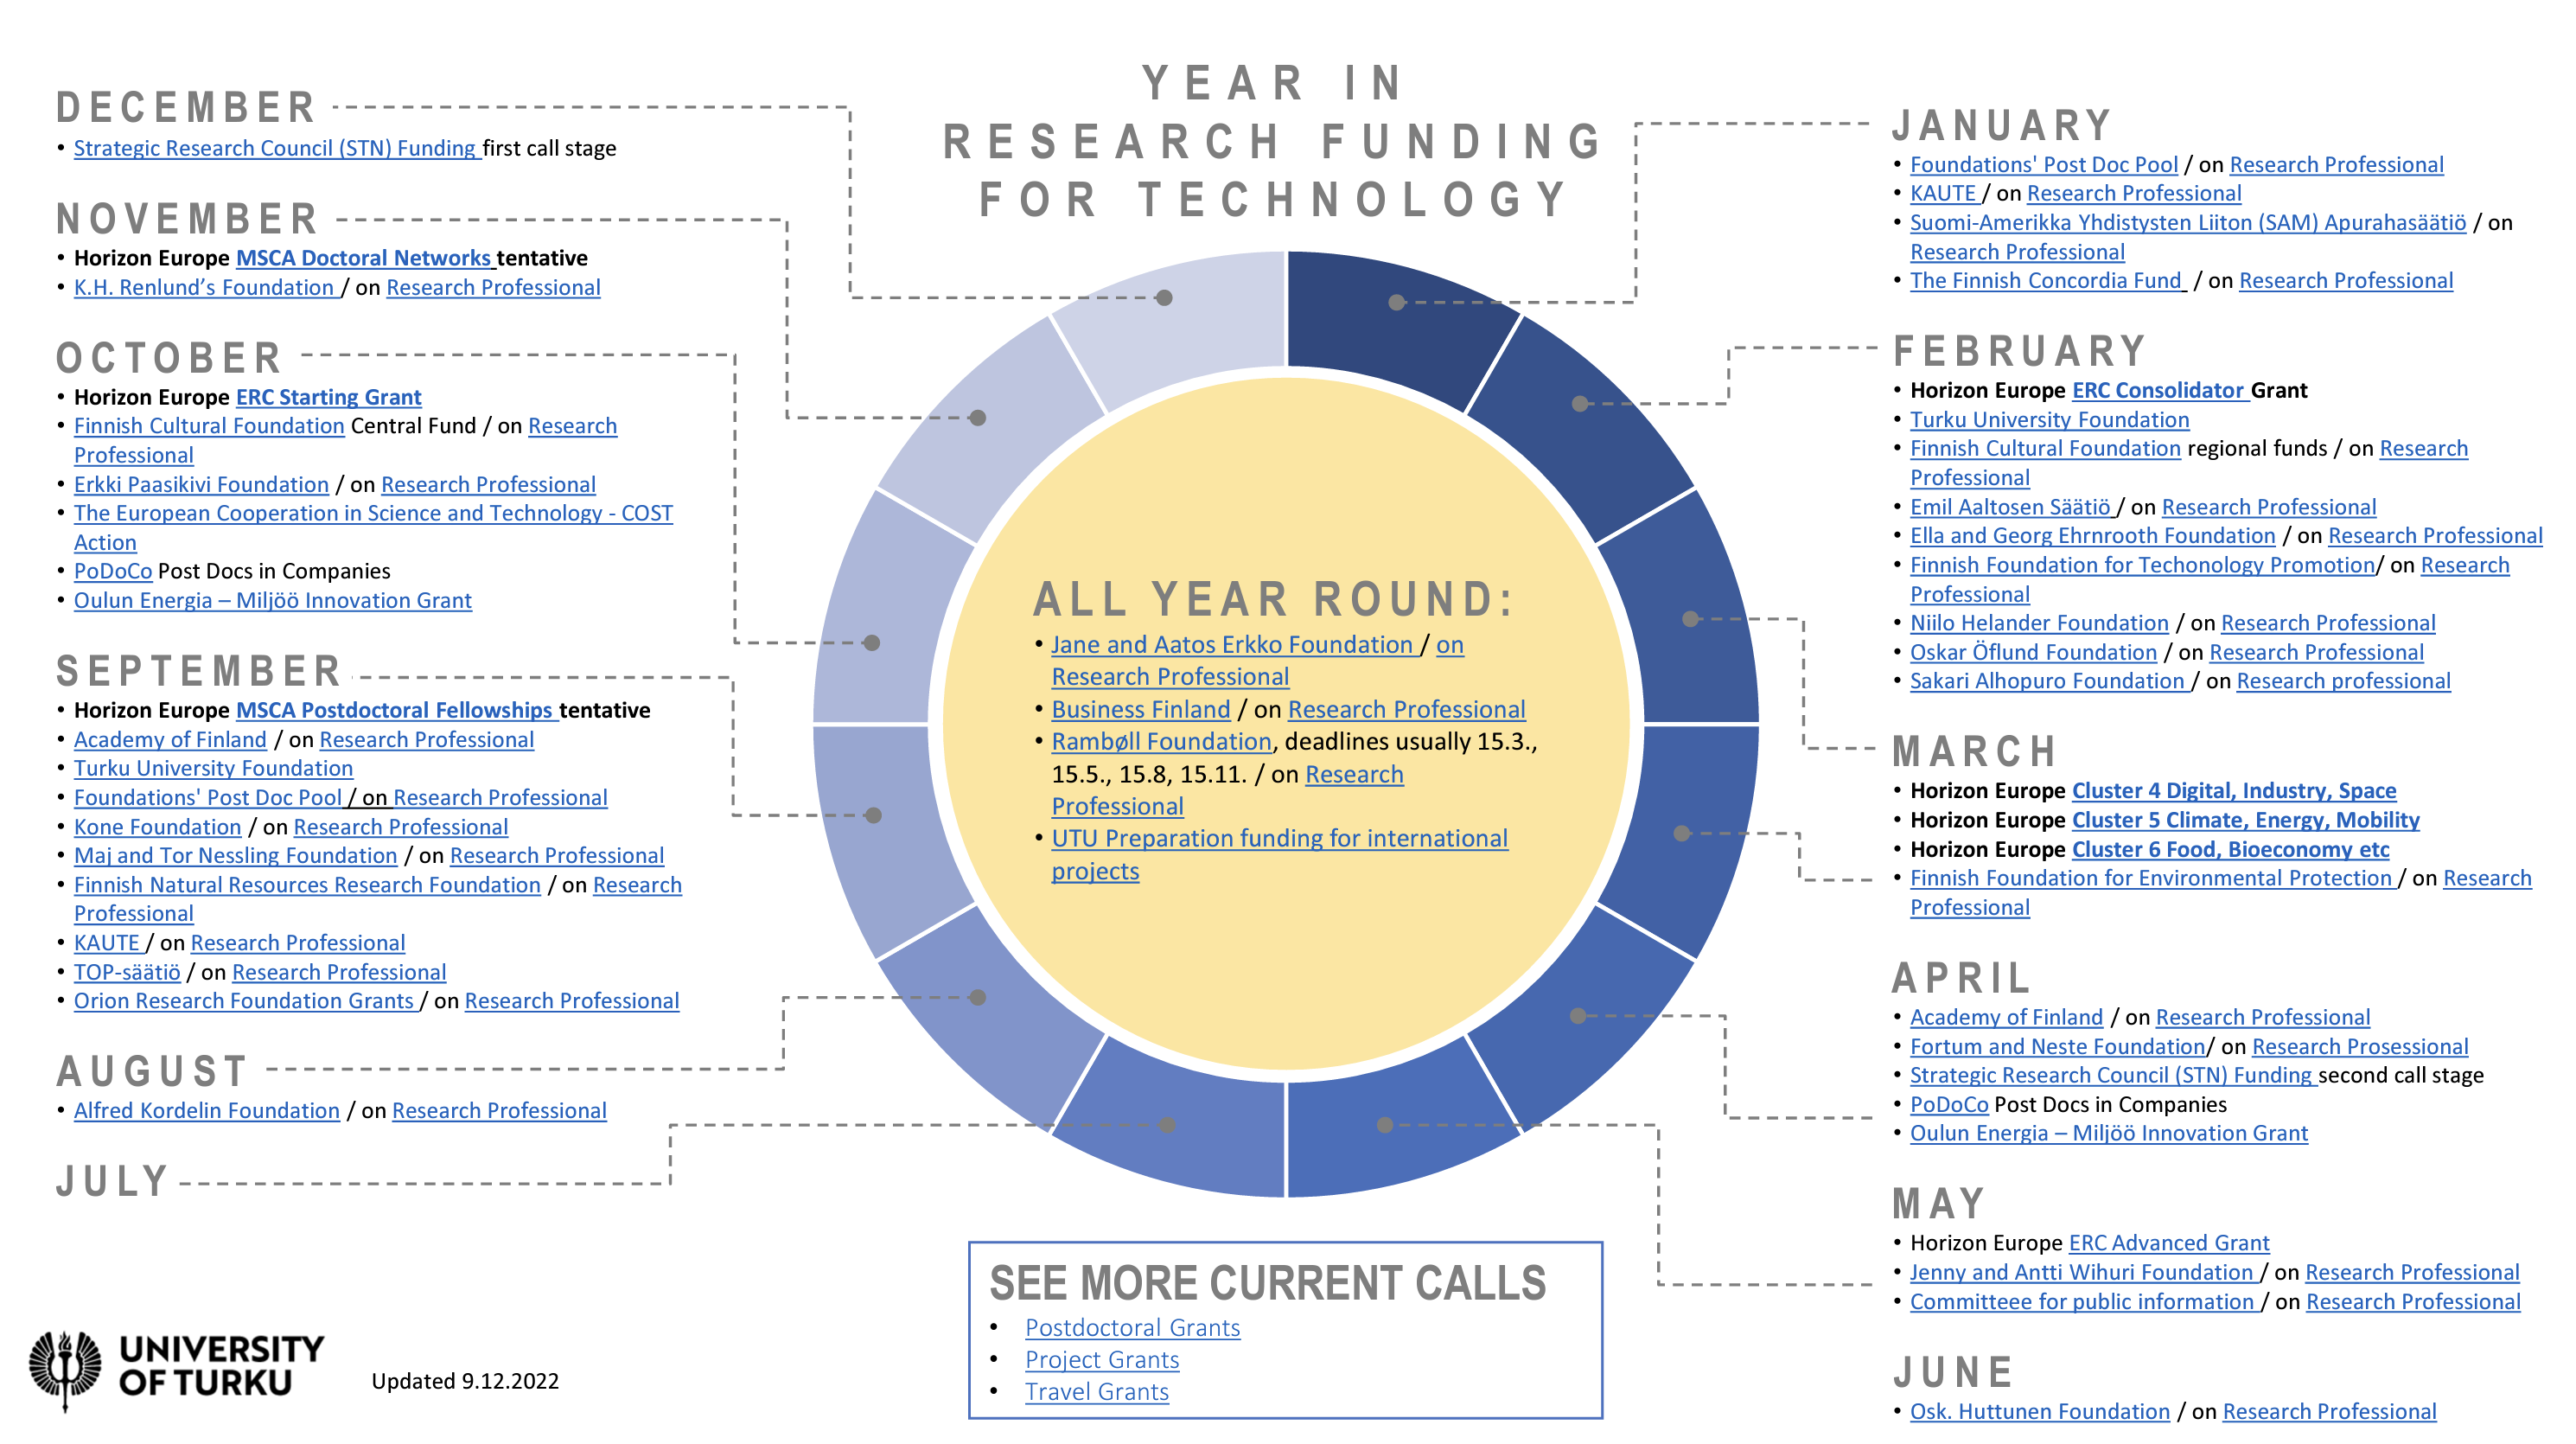 YEAR IN
RESEARCH FUNDING
FOR TECHNOLOGY
DECEMBER
• Strategic Research Council (STN) Funding first call stage
NOVEMBER
• Horizon Europe MSCA Doctoral Networks tentative
• K.H. Renlund’s Foundation / on Research Professional
OCTOBER
• Horizon Europe ERC Starting Grant
• Finnish Cultural Foundation Central Fund / on Research
Professional
• Erkki Paasikivi Foundation / on Research Professional
• The European Cooperation in Science and Technology - COST
Action
• PoDoCo Post Docs in Companies
• Oulun Energia – Miljöö Innovation Grant
SEPTEMBER
• Horizon Europe MSCA Postdoctoral Fellowships tentative
• Academy of Finland / on Research Professional
• Turku University Foundation
• Foundations' Post Doc Pool / on Research Professional
• Kone Foundation / on Research Professional
• Maj and Tor Nessling Foundation / on Research Professional
• Finnish Natural Resources Research Foundation / on Research
Professional
• KAUTE / on Research Professional
• TOP-säätiö / on Research Professional
• Orion Research Foundation Grants / on Research Professional
AUGUST
• Alfred Kordelin Foundation / on Research Professional
JULY
ALL YEAR ROUND:
• Jane and Aatos Erkko Foundation / on
Research Professional
• Business Finland / on Research Professional
• Rambøll Foundation, deadlines usually 15.3.,
15.5., 15.8, 15.11. / on Research
Professional
• UTU Preparation funding for international
projects
JANUARY
• Foundations' Post Doc Pool / on Research Professional
• KAUTE / on Research Professional
• Suomi-Amerikka Yhdistysten Liiton (SAM) Apurahasäätiö / on
Research Professional
• The Finnish Concordia Fund / on Research Professional
FEBRUARY
• Horizon Europe ERC Consolidator Grant
• Turku University Foundation
• Finnish Cultural Foundation regional funds / on Research
Professional
• Emil Aaltosen Säätiö / on Research Professional
• Ella and Georg Ehrnrooth Foundation / on Research Professional
• Finnish Foundation for Techonology Promotion/ on Research
Professional
• Niilo Helander Foundation / on Research Professional
• Oskar Öflund Foundation / on Research Professional
• Sakari Alhopuro Foundation / on Research professional
MARCH
• Horizon Europe Cluster 4 Digital, Industry, Space
• Horizon Europe Cluster 5 Climate, Energy, Mobility
• Horizon Europe Cluster 6 Food, Bioeconomy etc
• Finnish Foundation for Environmental Protection / on Research
Professional
APRIL
• Academy of Finland / on Research Professional
• Fortum and Neste Foundation/ on Research Prosessional
• Strategic Research Council (STN) Funding second call stage
• PoDoCo Post Docs in Companies
• Oulun Energia – Miljöö Innovation Grant
MAY
• Horizon Europe ERC Advanced Grant
• Jenny and Antti Wihuri Foundation / on Research Professional
• Committeee for public information / on Research Professional
JUNE
• Osk. Huttunen Foundation / on Research Professional
SEE MORE CURRENT CALLS
• Postdoctoral Grants
• Project Grants
• Travel Grants
UNIVERSITY
OF TURKU
Updated 9.12.2022